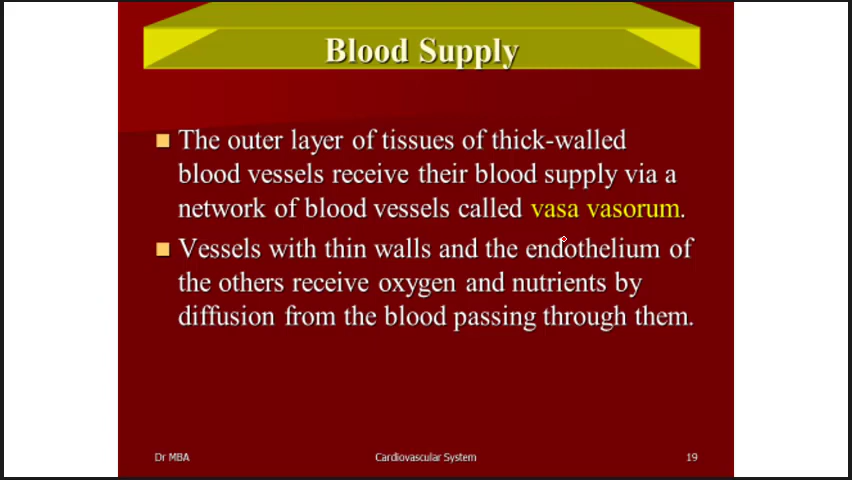 Blood Supply
The outer layer of tissues of thick-walled
blood vessels receive their blood supply via a
network of blood vessels called vasa vasorum.
Vessels with thin walls and the endothelium of
the others receive oxygen and nutrients by
diffusion from the blood passing through them.
Dr MBA
Cardiovascular System
19